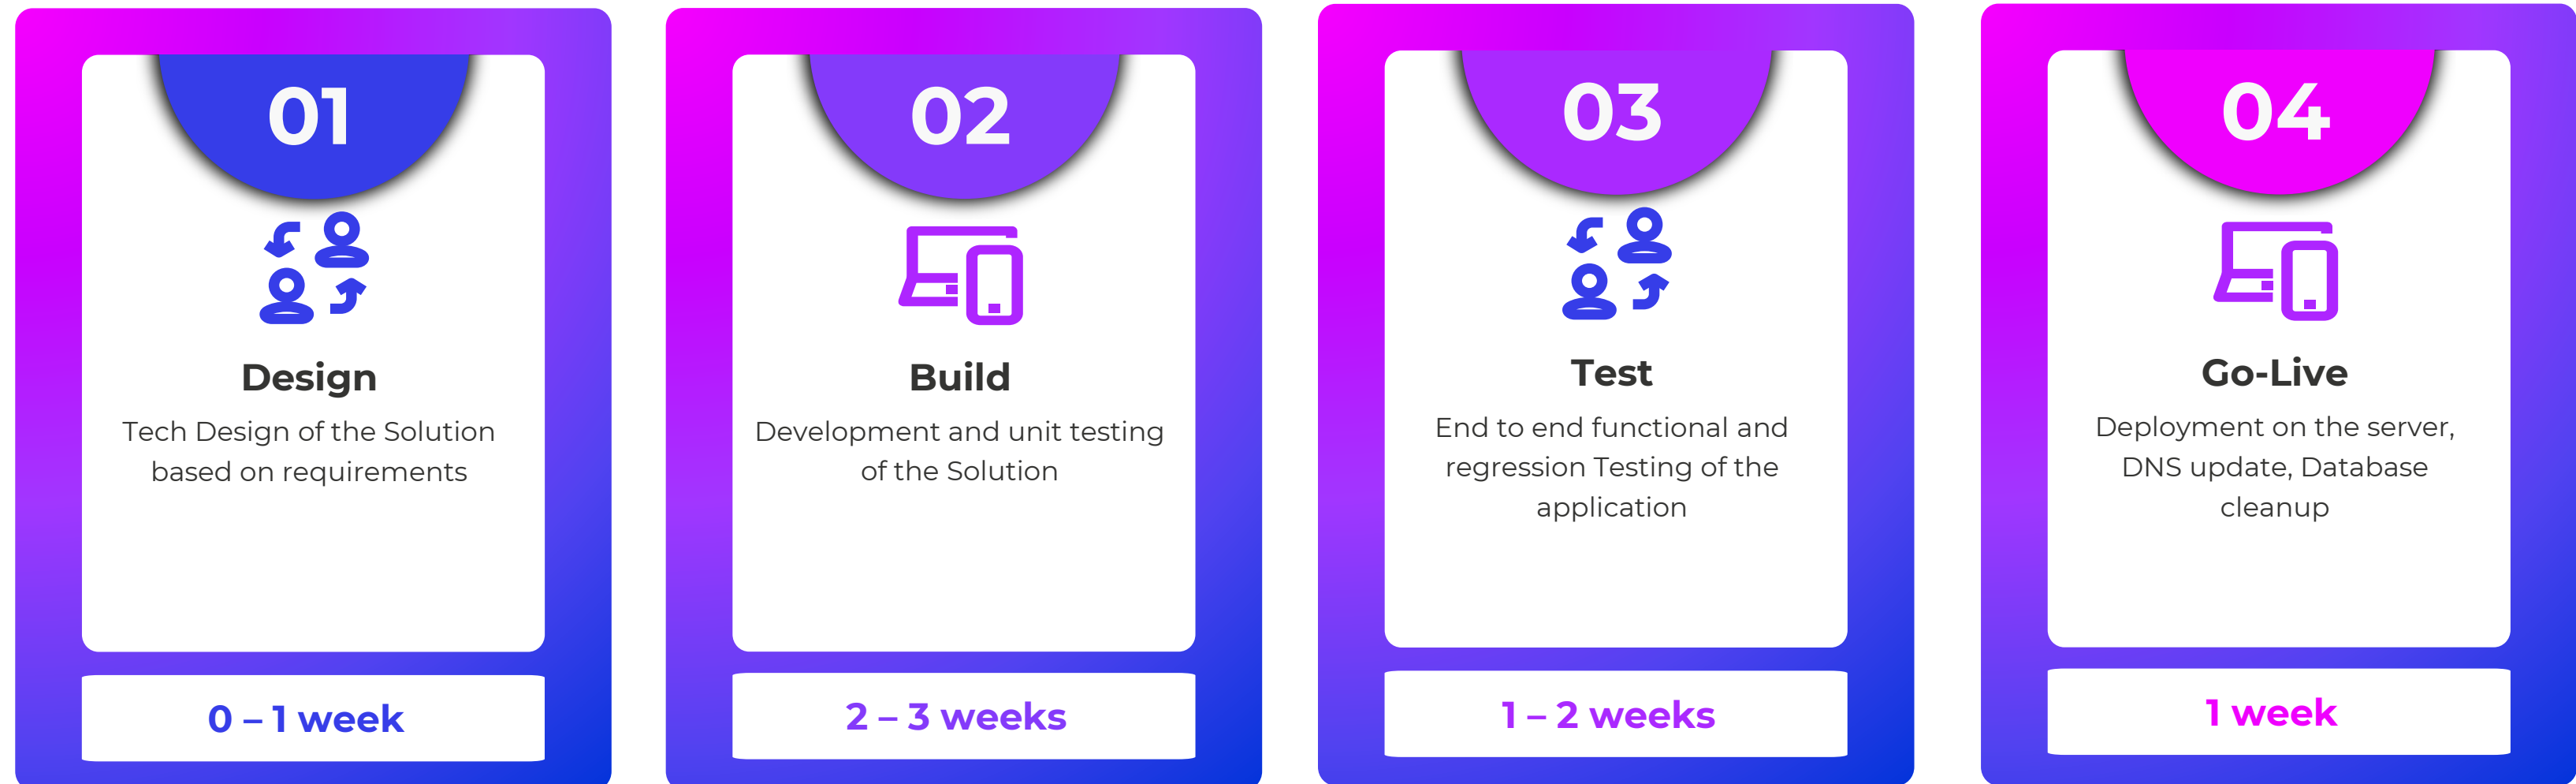 01
Design
Tech Design of the Solution
based on requirements
0 – 1 week
02
Build
Development and unit testing
of the Solution
2 – 3 weeks
03
Test
End to end functional and
regression Testing of the
application
1 – 2 weeks
04
Go-Live
Deployment on the server,
DNS update, Database
cleanup
1 week